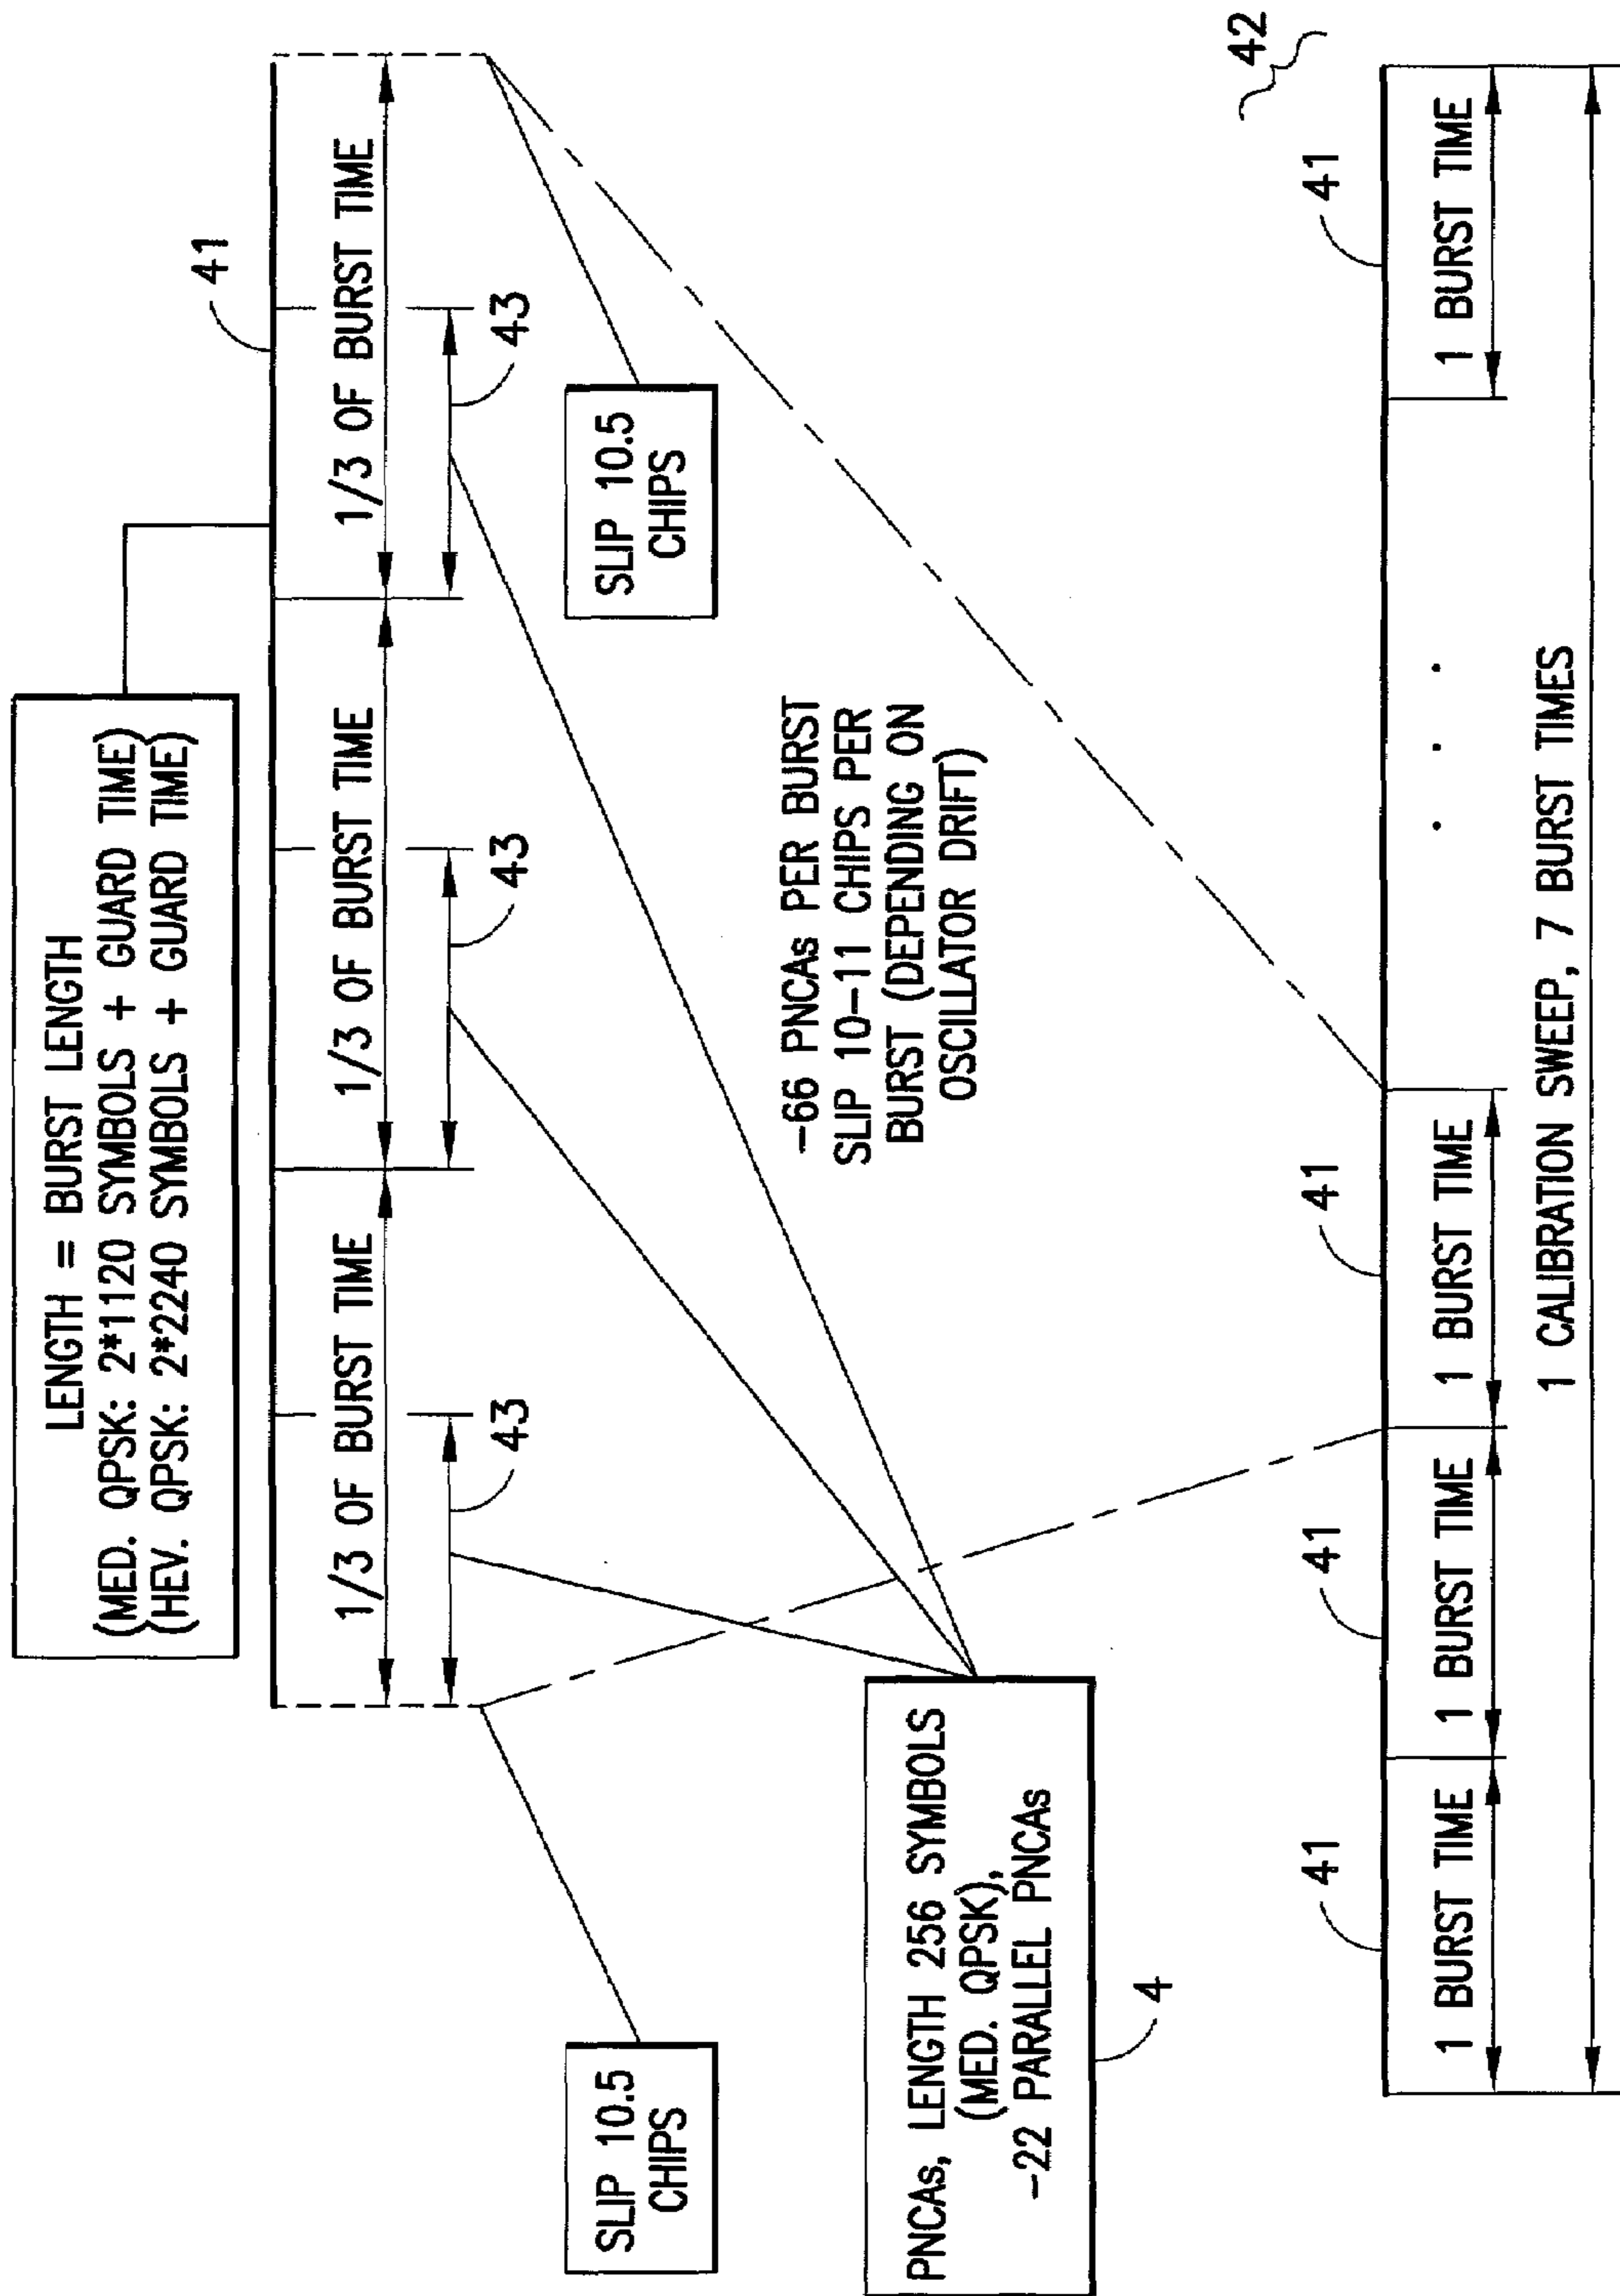 LENGTH = BURST LENGTH
(MED. QPSK: 2*1120 SYMBOLS + GUARD TIME)
(HEV. QPSK: 2*2240 SYMBOLS + GUARD TIME)
41
1/3 OF BURST TIME
1/3 OF BURST TIME
1/3 OF BURST TIME
43
43
43
SLIP 10.5
CHIPS
SLIP 10.5
CHIPS
-66 PNCAs PER BURST
SLIP 10-11 CHIPS PER
BURST (DEPENDING ON
OSCILLATOR DRIFT)
PNCAs, LENGTH 256 SYMBOLS
(MED. QPSK),
-22 PARALLEL PNCAs
4
42
41
41
41
41
1 BURST TIME
1 BURST TIME
1 BURST TIME
. . .
1 BURST TIME
1 CALIBRATION SWEEP, 7 BURST TIMES